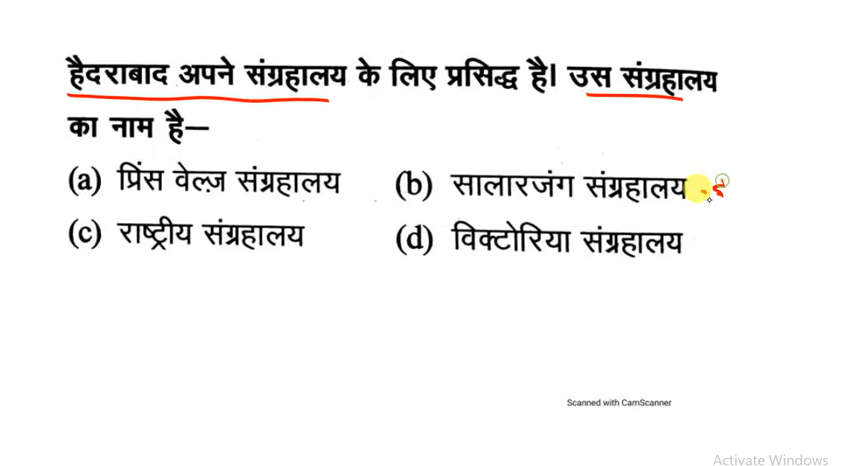 हैदराबाद अपने संग्रहालय के लिए प्रसिद्ध है। उस संग्रहालय
का नाम है—
(a) प्रिंस वेल्ज़ संग्रहालय (b) सालारजंग संग्रहालय
(c) राष्ट्रीय संग्रहालय (d) विक्टोरिया संग्रहालय
Scanned with CamScanner
Activate Windows